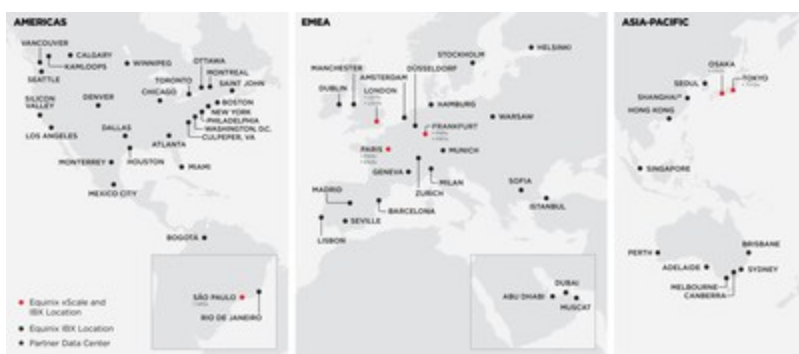 AMERICAS
VANCOUVER
CALGARY
KAMLOOPS
WINNIPEG
SEATTLE
OTTAWA
MONTREAL
TORONTO
SAINT JOHN
CHICAGO
DENVER
SILICON
VALLEY
BOSTON
NEW YORK
PHILADELPHIA
WASHINGTON, D.C.
CULPEPER, VA
LOS ANGELES
DALLAS
ATLANTA
MONTERREY
HOUSTON
MIAMI
MEXICO CITY
BOGOTÁ
SÃO PAULO
RIO DE JANEIRO
Equinix xScale and
IBX Location
Equinix IBX Location
Partner Data Center
EMEA
HELSINKI
STOCKHOLM
MANCHESTER
DÜSSELDORF
AMSTERDAM
DUBLIN
LONDON
HAMBURG
WARSAW
FRANKFURT
PARIS
MUNICH
GENEVA
MILAN
ZURICH
SOFIA
MADRID
ISTANBUL
BARCELONA
SEVILLE
LISBON
DUBAI
ABU DHABI
MUSCAT
ASIA-PACIFIC
OSAKA
TOKYO
SEOUL
SHANGHAI*
HONG KONG
SINGAPORE
BRISBANE
PERTH
ADELAIDE
SYDNEY
MELBOURNE
CANBERRA